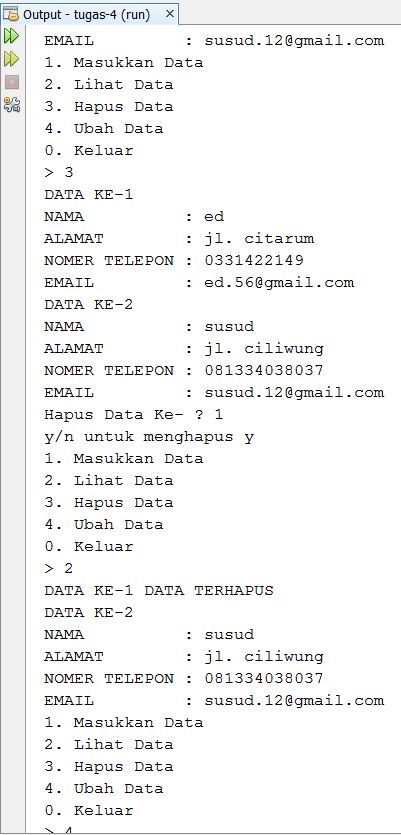 Output - tugas-4 (run)
EMAIL : susud.12@gmail.com
1. Masukkan Data
2. Lihat Data
3. Hapus Data
4. Ubah Data
0. Keluar
> 3
DATA KE-1
NAMA : ed
ALAMAT : jl. citarum
NOMER TELEPON : 0331422149
EMAIL : ed.56@gmail.com
DATA KE-2
NAMA : susud
ALAMAT : jl. ciliwung
NOMER TELEPON : 081334038037
EMAIL : susud.12@gmail.com
Hapus Data Ke- ? 1
y/n untuk menghapus y
1. Masukkan Data
2. Lihat Data
3. Hapus Data
4. Ubah Data
0. Keluar
> 2
DATA KE-1 DATA TERHAPUS
DATA KE-2
NAMA : susud
ALAMAT : jl. ciliwung
NOMER TELEPON : 081334038037
EMAIL : susud.12@gmail.com
1. Masukkan Data
2. Lihat Data
3. Hapus Data
4. Ubah Data
0. Keluar
> 4